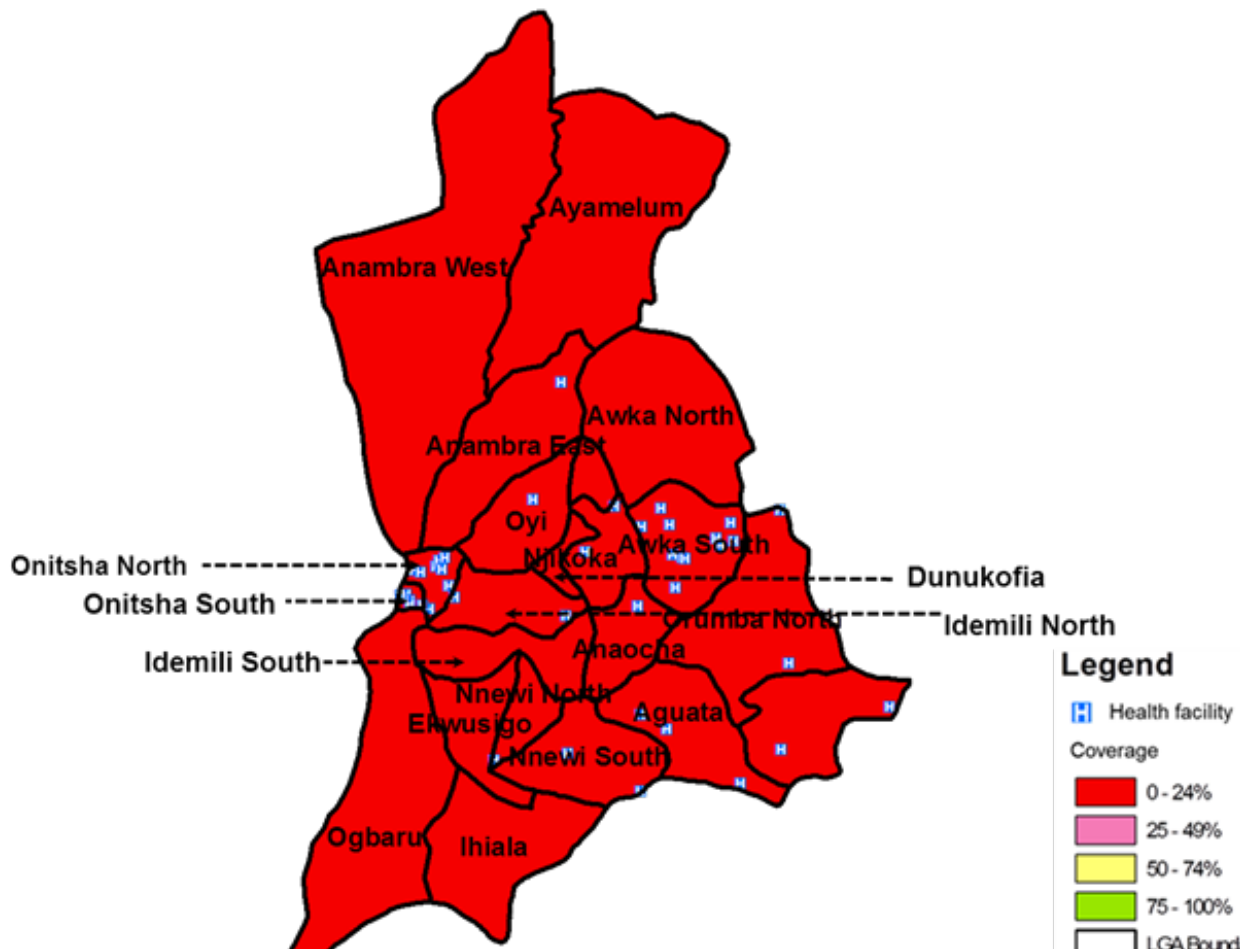 Ayamelum
Anambra West
Awka North
Anambra East
Oyi
Awka South
Njikoka
Onitsha North
Dunukofia
Onitsha South
Orumba North
Idemili North
Anaocha
Idemili South
Nnewi North
Aguata
Ekwusigo
Nnewi South
Ogbaru
Ihiala
Legend
H Health facility
Coverage
0 - 24%
25 - 49%
50 - 74%
75 - 100%
LGA Bound